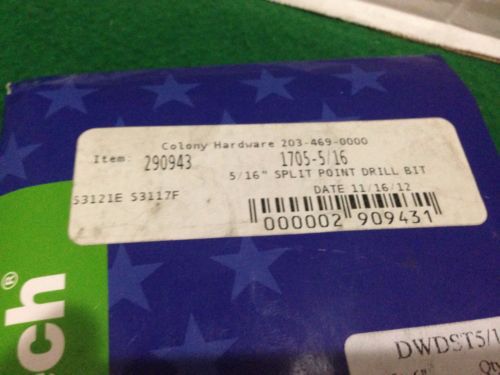 Colony Hardware 203-469-0000
Item: 290943 1705-5/16
5/16" SPLIT POINT DRILL BIT
S3121E S3117F DATE 11/16/12
000002 909431
ch®
DWDST5/1